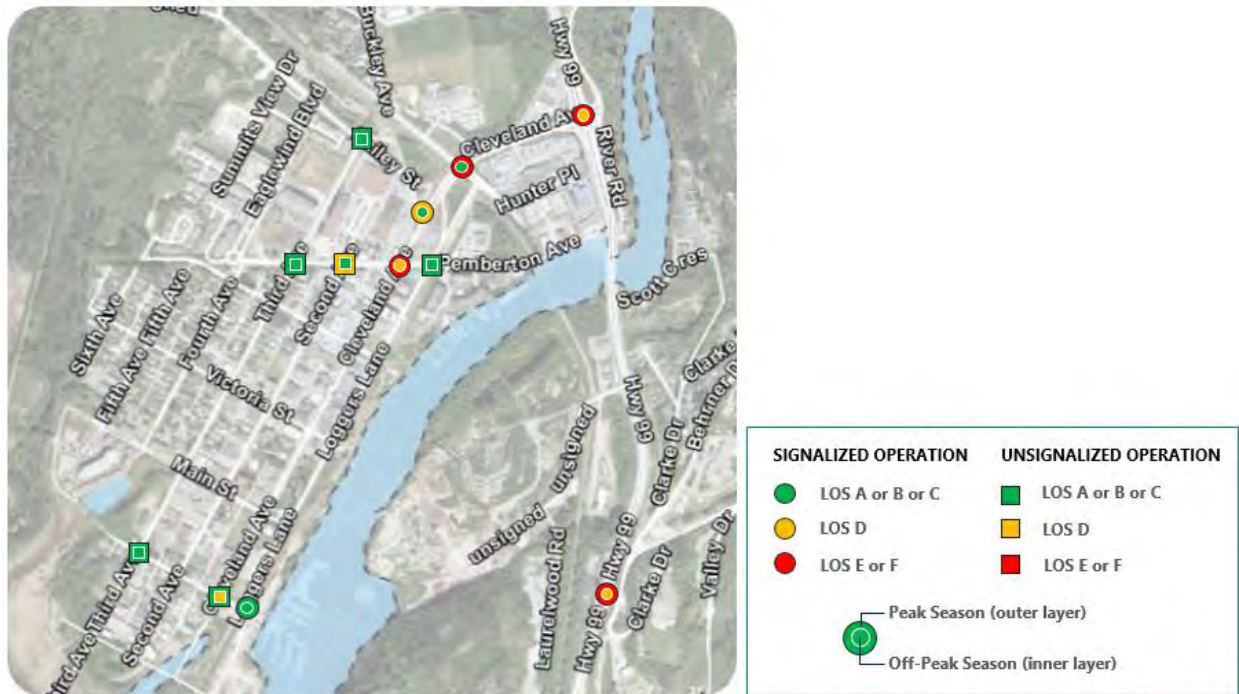 Buckley Ave
Hwy 99
Summits View Dr
Eaglewind Blvd
Cleveland Av
River Rd
Hunter Pl
Pemberton Ave
Scott Cres
Third Ave
Second
Cleveland Ave
Sixth Ave
Fifth Ave
Fourth Ave
Fifth Ave
Victoria St
Loggers Lane
Hwy 99
Clarke
Behrner D
Clarke Dr
Main St
unsigned
unsigned
Cleveland Ave
Loggers Lane
Third Ave
Third Ave
Second Ave
Laurelwood Rd
Hwy 99
Hwy 99
Clarke Dr
Valley Dr
SIGNALIZED OPERATION
UNSIGNALIZED OPERATION
LOS A or B or C
LOS A or B or C
LOS D
LOS D
LOS E or F
LOS E or F
Peak Season (outer layer)
Off-Peak Season (inner layer)